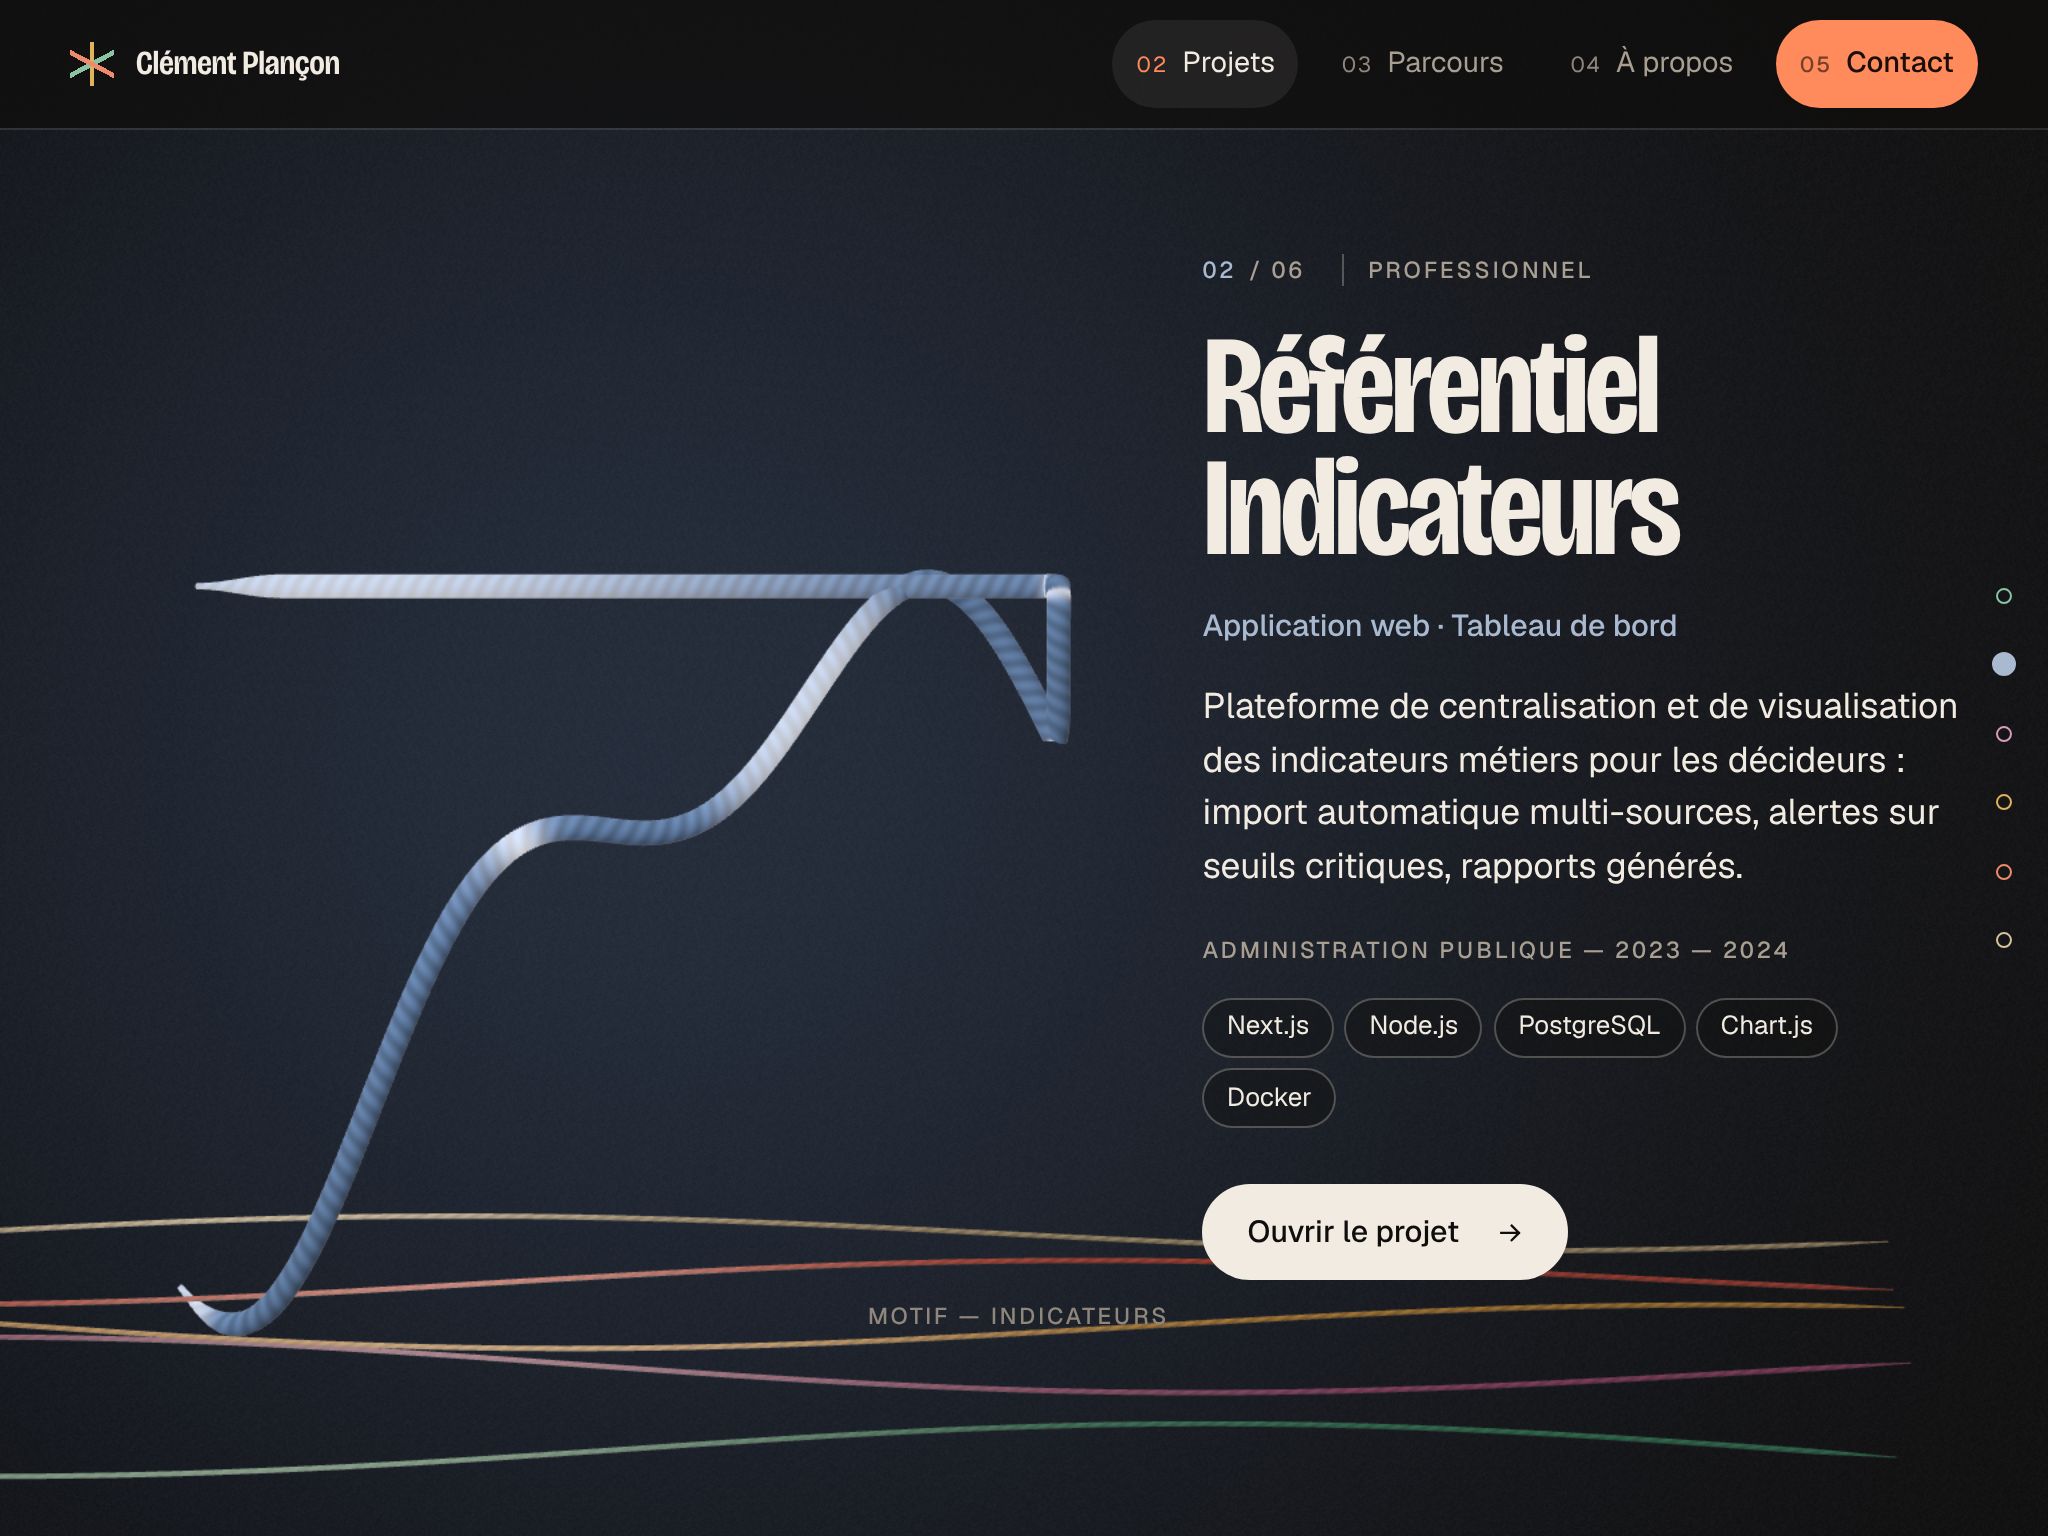 Clément Plançon
02 Projets
03 Parcours
04 À propos
05 Contact
02 / 06
PROFESSIONNEL
Référentiel
Indicateurs
Application web · Tableau de bord
Plateforme de centralisation et de visualisation
des indicateurs métiers pour les décideurs :
import automatique multi-sources, alertes sur
seuils critiques, rapports générés.
ADMINISTRATION PUBLIQUE — 2023 — 2024
Next.js
Node.js
PostgreSQL
Chart.js
Docker
Ouvrir le projet →
MOTIF — INDICATEURS